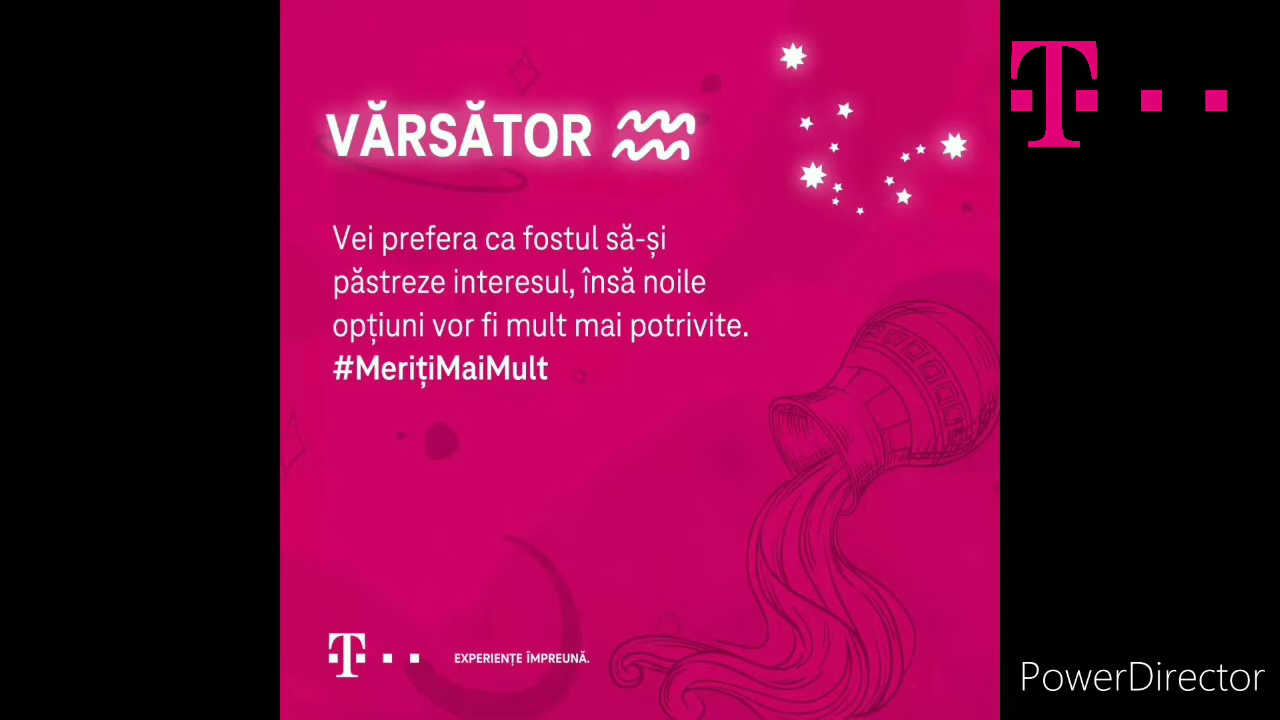 VĂRSĂTOR
Vei prefera ca fostul să-și
păstreze interesul, însă noile
opțiuni vor fi mult mai potrivite.
#MeritiMaiMult
T
EXPERIENȚE ÎMPREUNĂ.
T
PowerDirector